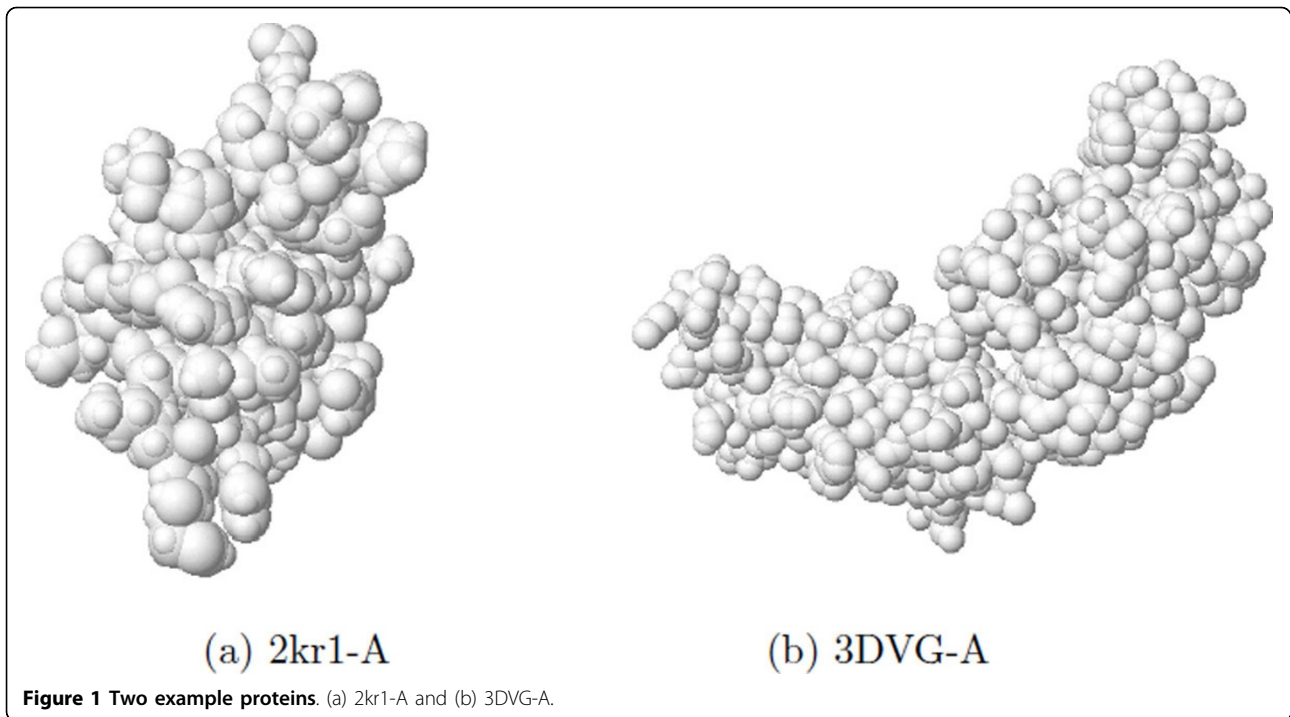 (a) 2kr1-A
(b) 3DVG-A
Figure 1 Two example proteins. (a) 2kr1-A and (b) 3DVG-A.